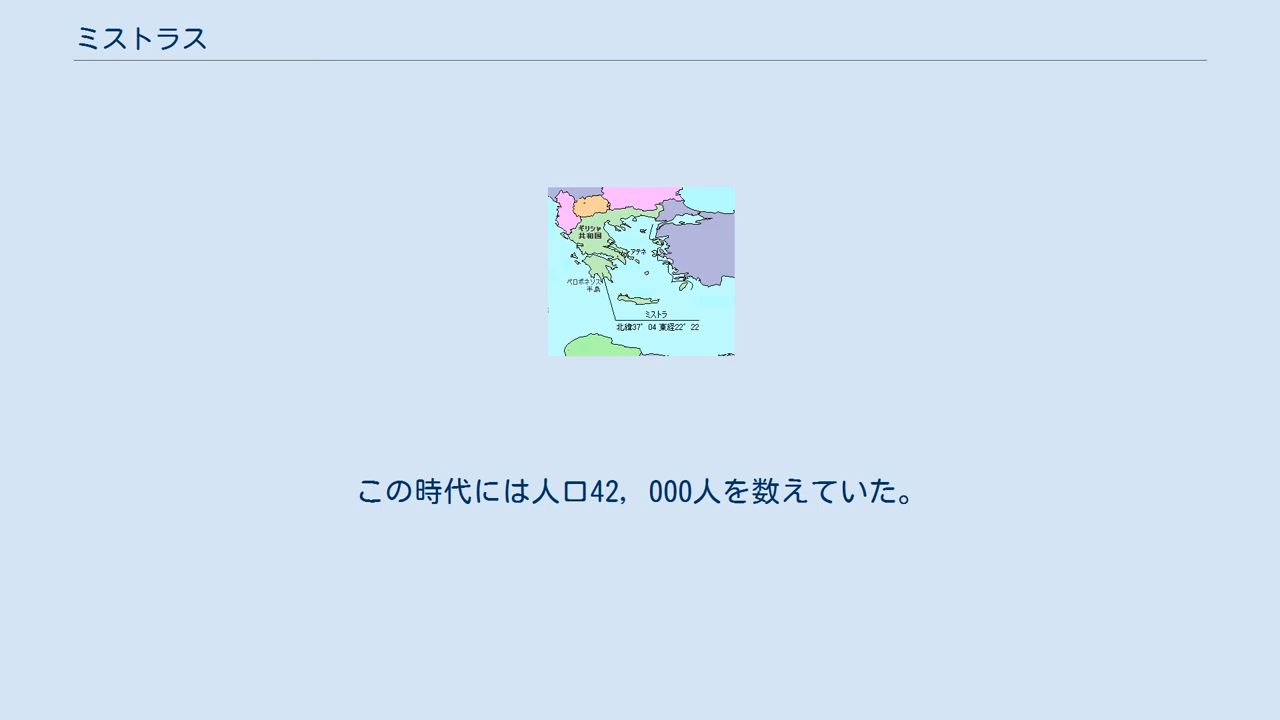 ミストラス
ギリシャ
共和国
アテネ
ペロポネソス
半島
ミストラ
北緯37ﾟ 04 東経22ﾟ 22
この時代には人口42, 000人を数えていた。